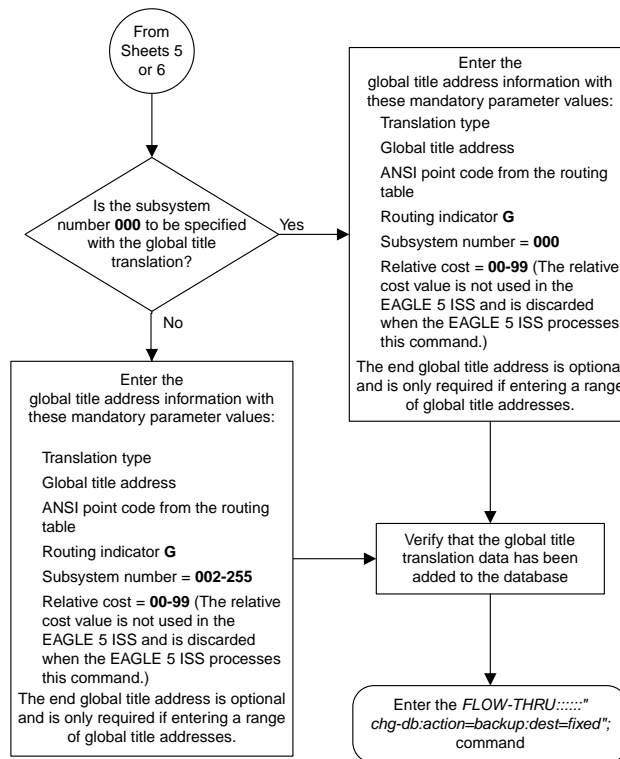 From
Sheets 5
or 6
Is the subsystem
number 000 to be specified
with the global title
translation?
Yes
No
Enter the
global title address information with
these mandatory parameter values:
Translation type
Global title address
ANSI point code from the routing
table
Routing indicator G
Subsystem number = 000
Relative cost = 00-99 (The relative
cost value is not used in the
EAGLE 5 ISS and is discarded
when the EAGLE 5 ISS processes
this command.)
The end global title address is optional
and is only required if entering a range
of global title addresses.
Enter the
global title address information with
these mandatory parameter values:
Translation type
Global title address
ANSI point code from the routing
table
Routing indicator G
Subsystem number = 002-255
Relative cost = 00-99 (The relative
cost value is not used in the
EAGLE 5 ISS and is discarded
when the EAGLE 5 ISS processes
this command.)
The end global title address is optional
and is only required if entering a range
of global title addresses.
Verify that the global title
translation data has been
added to the database
Enter the FLOW-THRU::::::"
chg-db:action=backup:dest=fixed";
command